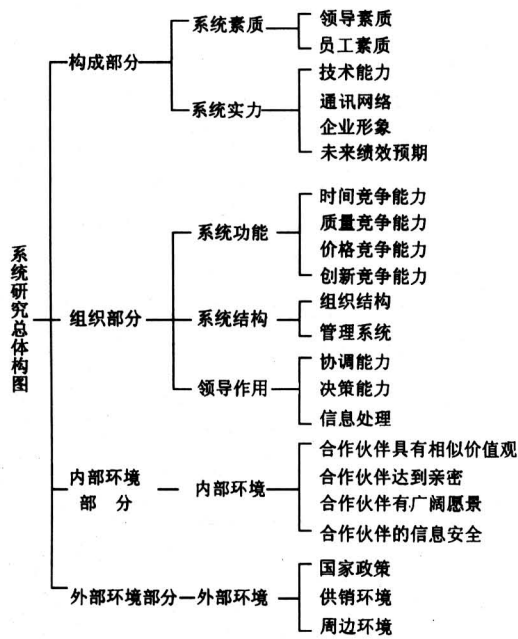 系统研究总体构图
构成部分
系统素质
领导素质
员工素质
系统实力
技术能力
通讯网络
企业形象
未来绩效预期
组织部分
系统功能
时间竞争能力
质量竞争能力
价格竞争能力
创新竞争能力
系统结构
组织结构
管理系统
领导作用
协调能力
决策能力
信息处理
内部环境
部 分
内部环境
合作伙伴具有相似价值观
合作伙伴达到亲密
合作伙伴有广阔愿景
合作伙伴的信息安全
外部环境部分
外部环境
国家政策
供销环境
周边环境